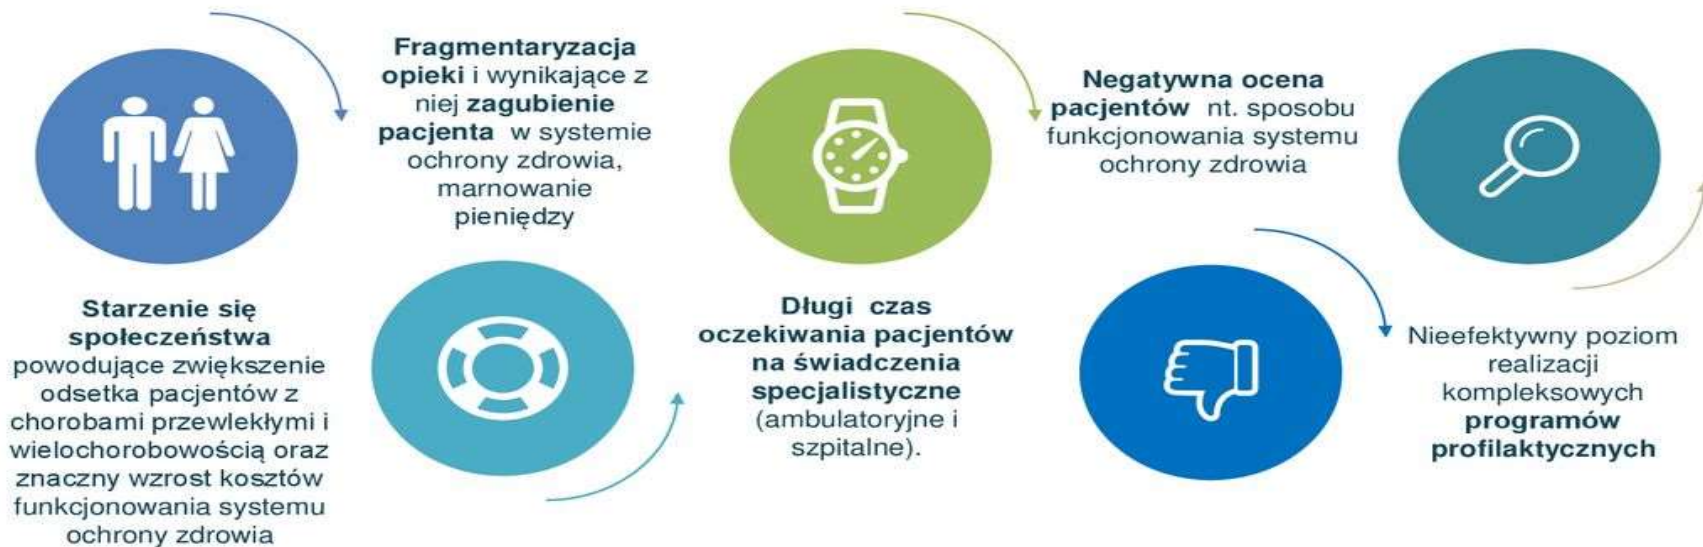 Starzenie się
społeczeństwa
powodujące zwiększenie
odsetka pacjentów z
chorobami przewlekłymi i
wielochorobowością oraz
znaczny wzrost kosztów
funkcjonowania systemu
ochrony zdrowia
Fragmentaryzacja
opieki i wynikające z
niej zagubienie
pacjenta w systemie
ochrony zdrowia,
marnowanie
pieniędzy
Długi czas
oczekiwania pacjentów
na świadczenia
specjalistyczne
(ambulatoryjne i
szpitalne).
Negatywna ocena
pacjentów nt. sposobu
funkcjonowania systemu
ochrony zdrowia
Nieefektywny poziom
realizacji
kompleksowych
programów
profilaktycznych